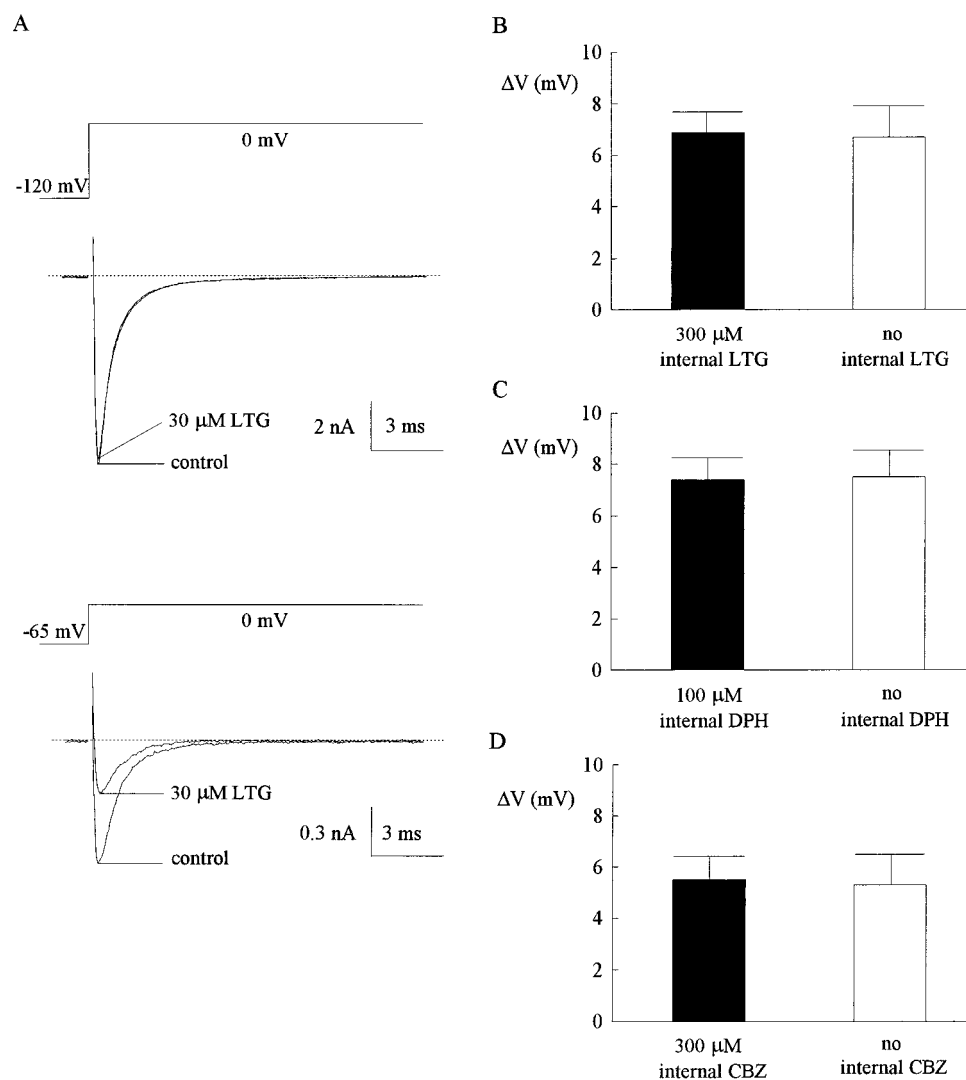 A
0 mV
-120 mV
30 μM LTG
control
2 nA
3 ms
0 mV
-65 mV
30 μM LTG
control
0.3 nA
3 ms
B
ΔV (mV)
10
8
6
4
2
0
300 μM
internal LTG
no
internal LTG
C
ΔV (mV)
10
8
6
4
2
0
100 μM
internal DPH
no
internal DPH
D
ΔV (mV)
10
8
6
4
2
0
300 μM
internal CBZ
no
internal CBZ